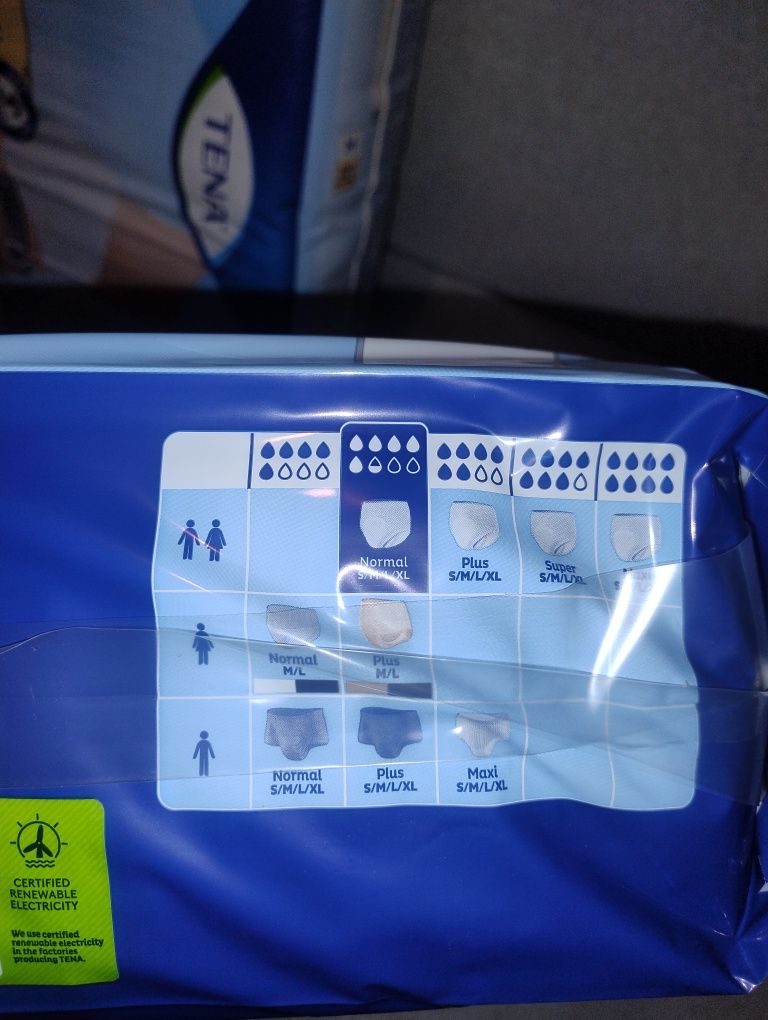 TENA
Normal
S/M/L/XL
Plus
S/M/L/XL
Super
S/M/L/XL
Normal
M/L
Plus
M/L
Normal
S/M/L/XL
Plus
S/M/L/XL
Maxi
S/M/L/XL
CERTIFIED
RENEWABLE
ELECTRICITY
We use certified
renewable electricity
in the factories
producing TENA.